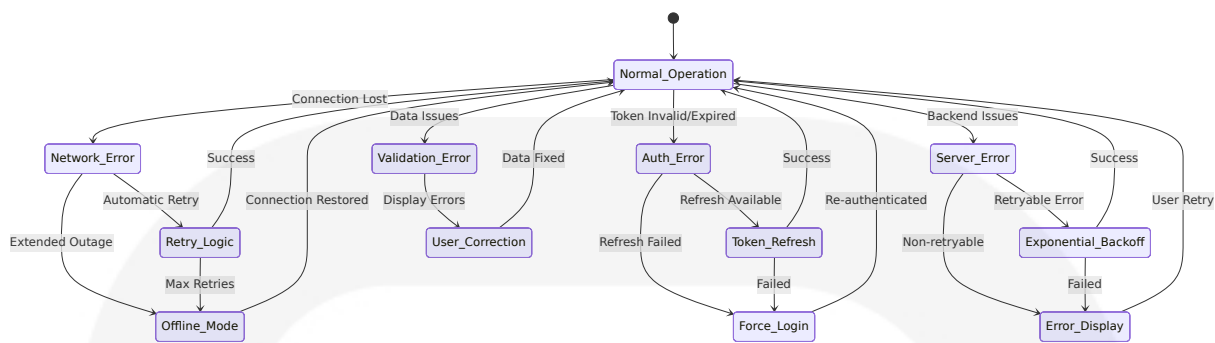 Normal_Operation
Connection Lost
Data Issues
Token Invalid/Expired
Backend Issues
Network_Error
Success
Validation_Error
Data Fixed
Auth_Error
Success
Server_Error
Success
Automatic Retry
Connection Restored
Display Errors
Refresh Available
Re-authenticated
Retryable Error
User Retry
Extended Outage
Retry_Logic
User_Correction
Refresh Failed
Token_Refresh
Non-retryable
Exponential_Backoff
Max Retries
Failed
Failed
Offline_Mode
Force_Login
Error_Display